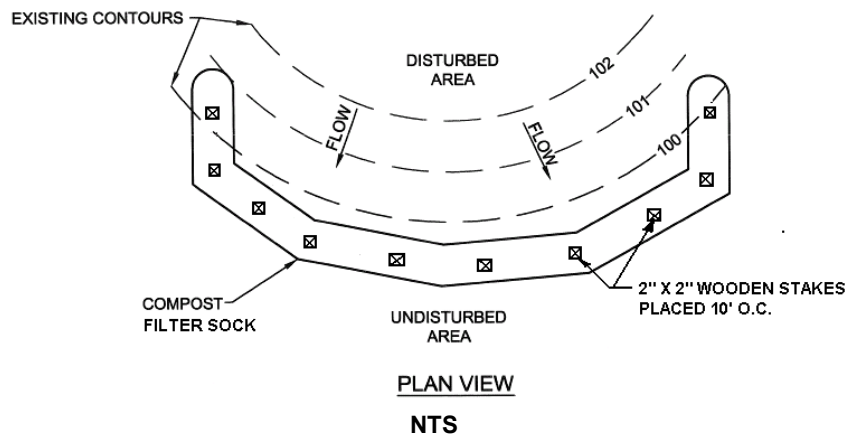 EXISTING CONTOURS
DISTURBED
AREA
102
101
100
FLOW
FLOW
2" X 2" WOODEN STAKES
PLACED 10' O.C.
COMPOST
FILTER SOCK
UNDISTURBED
AREA
PLAN VIEW
NTS